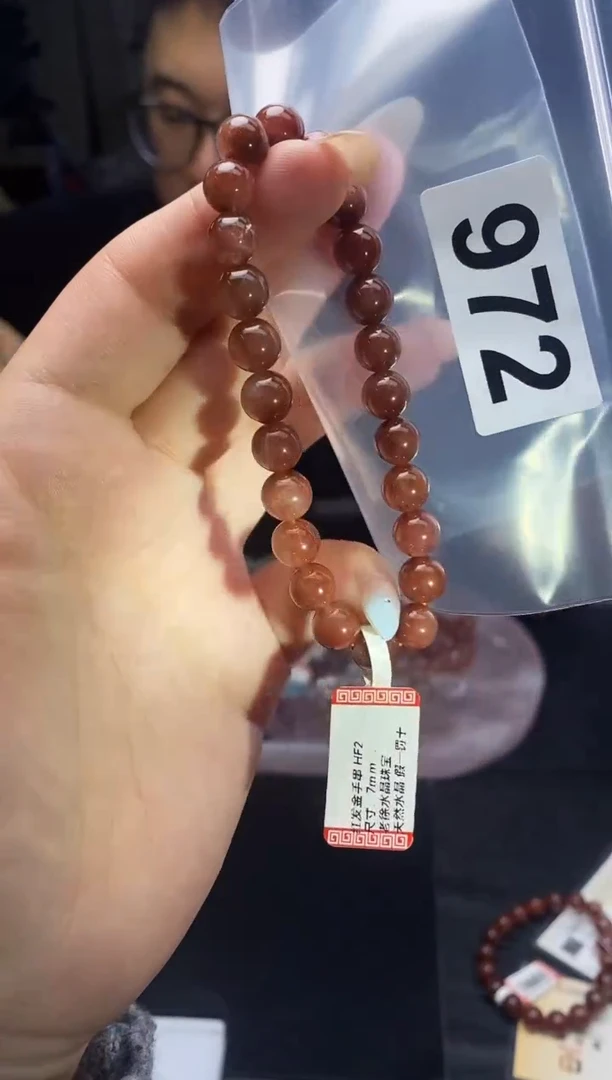 972
红发金手串 HF2
尺寸 7mm
老徐水晶珠宝
天然水晶 假一罚十